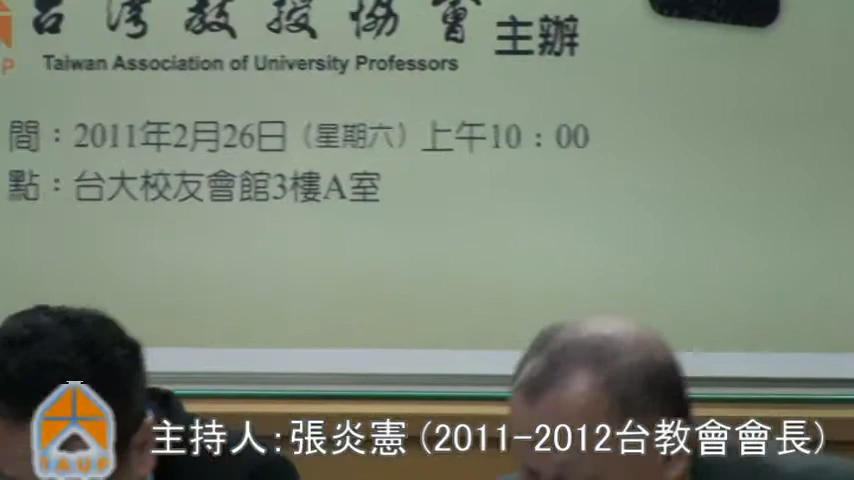 台灣教授協會 主辦
Taiwan Association of University Professors
間：2011年2月26日（星期六）上午10：00
點：台大校友會館3樓A室
主持人:張炎憲(2011-2012台教會會長)
TAUP